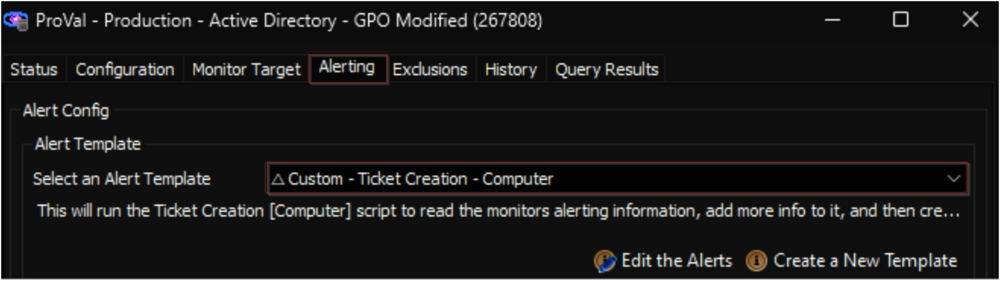 ProVal - Production - Active Directory - GPO Modified (267808)
Status Configuration Monitor Target Alerting Exclusions History Query Results
Alert Config
Alert Template
Select an Alert Template △ Custom - Ticket Creation - Computer
This will run the Ticket Creation [Computer] script to read the monitors alerting information, add more info to it, and then cre...
Edit the Alerts Create a New Template